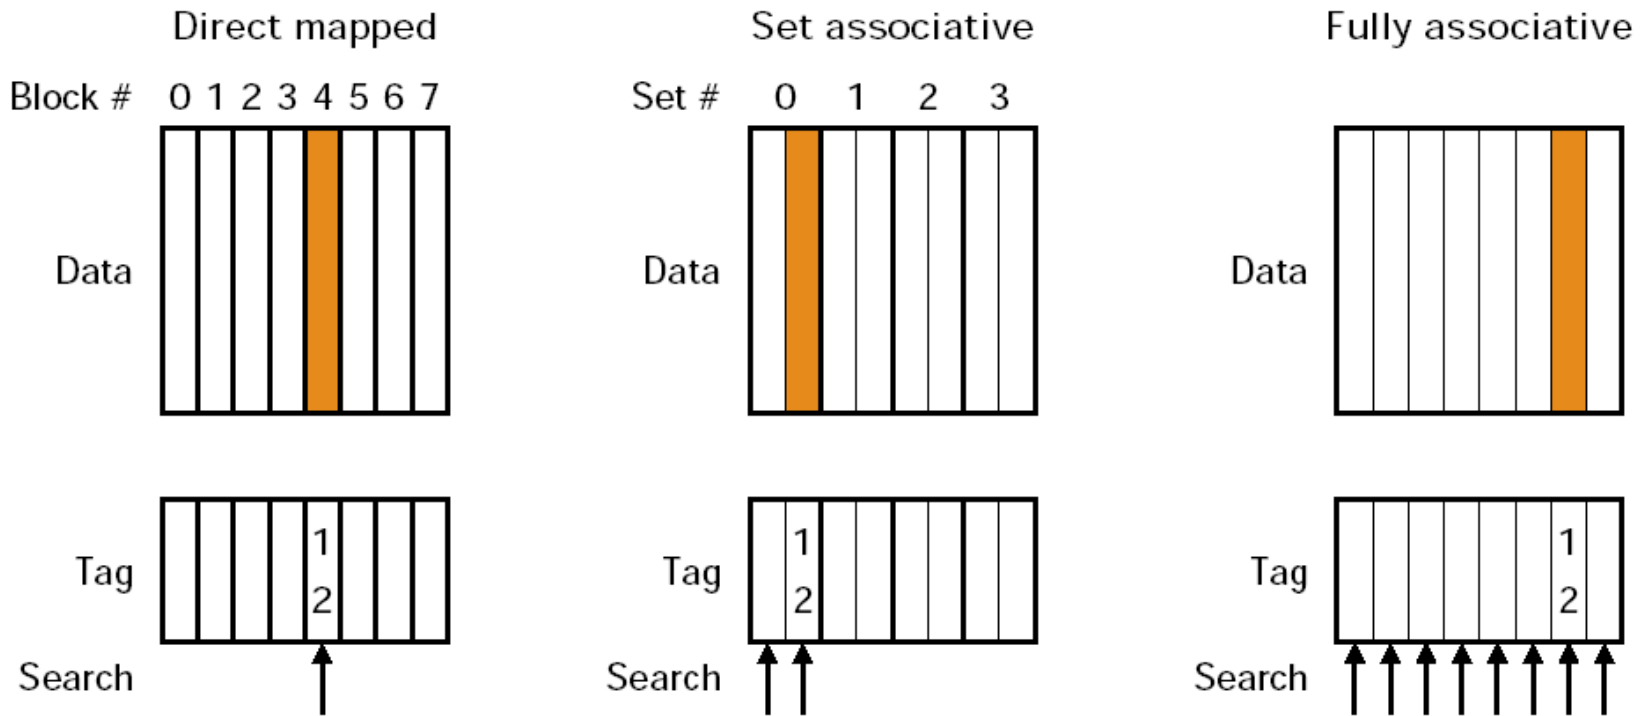 Direct mapped Set associative Fully associative
Block # 0 1 2 3 4 5 6 7 Set # 0 1 2 3
Data Data Data
1 1 1
Tag Tag Tag
2 2 2
Search Search Search